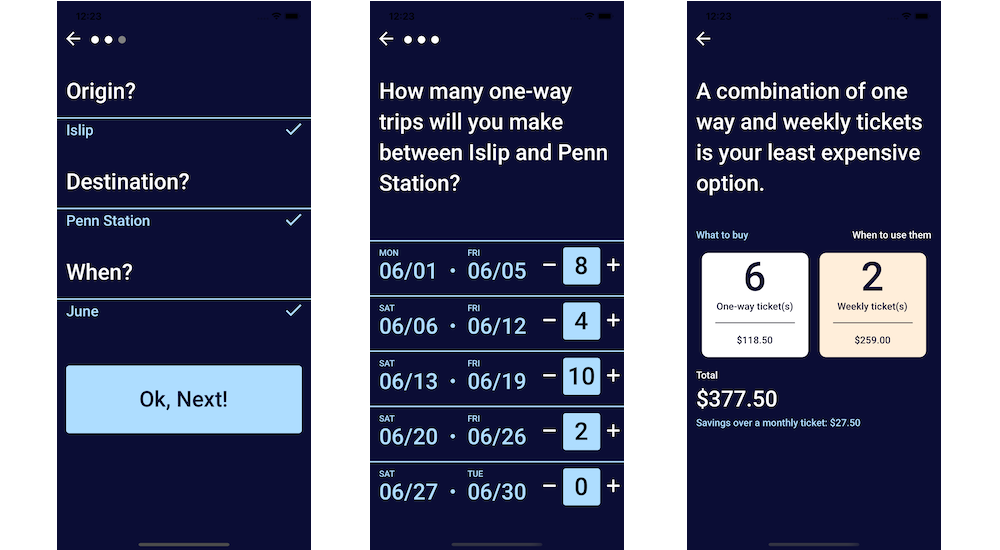 12:23
Origin?
Islip
Destination?
Penn Station
When?
June
Ok, Next!
12:23
How many one-way
trips will you make
between Islip and Penn
Station?
MON FRI
06/01 • 06/05 − 8 +
SAT FRI
06/06 • 06/12 − 4 +
SAT FRI
06/13 • 06/19 − 10 +
SAT FRI
06/20 • 06/26 − 2 +
SAT TUE
06/27 • 06/30 − 0 +
12:23
A combination of one
way and weekly tickets
is your least expensive
option.
What to buy When to use them
6 2
One-way ticket(s) Weekly ticket(s)
$118.50 $259.00
Total
$377.50
Savings over a monthly ticket: $27.50